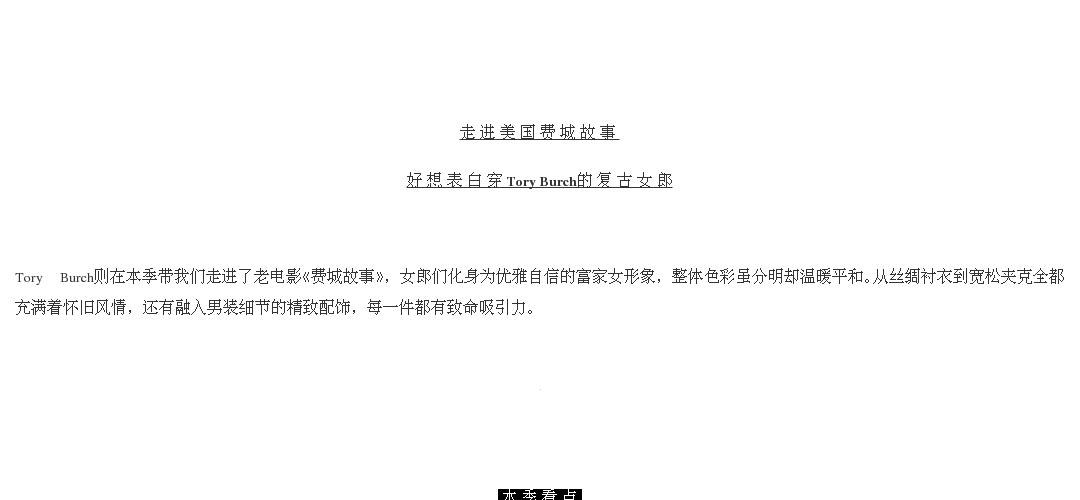 走进美国费城故事
好想表白穿Tory Burch的复古女郎
Tory Burch则在本季带我们走进了老电影《费城故事》，女郎们化身为优雅自信的富家女形象，整体色彩虽分明却温暖平和。从丝绸衬衣到宽松夹克全都
充满着怀旧风情，还有融入男装细节的精致配饰，每一件都有致命吸引力。
本季看点